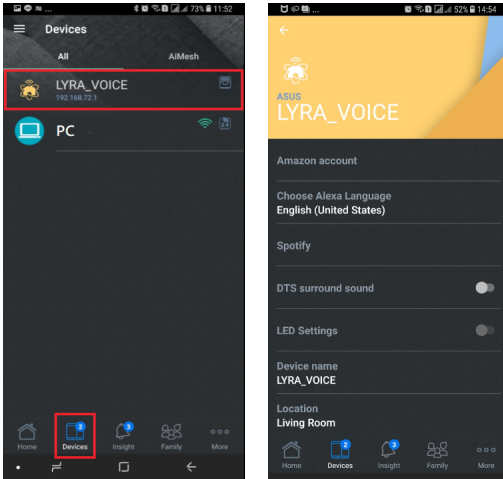 ... 73% 11:52
Devices
All AiMesh
LYRA_VOICE
192.168.72.1
PC
2.4
2 3
Home Devices Insight Family More
... 52% 14:54
ASUS
LYRA_VOICE
Amazon account
Choose Alexa Language
English (United States)
Spotify
DTS surround sound
LED Settings
Device name
LYRA_VOICE
Location
Living Room
2 3
Home Devices Insight Family More